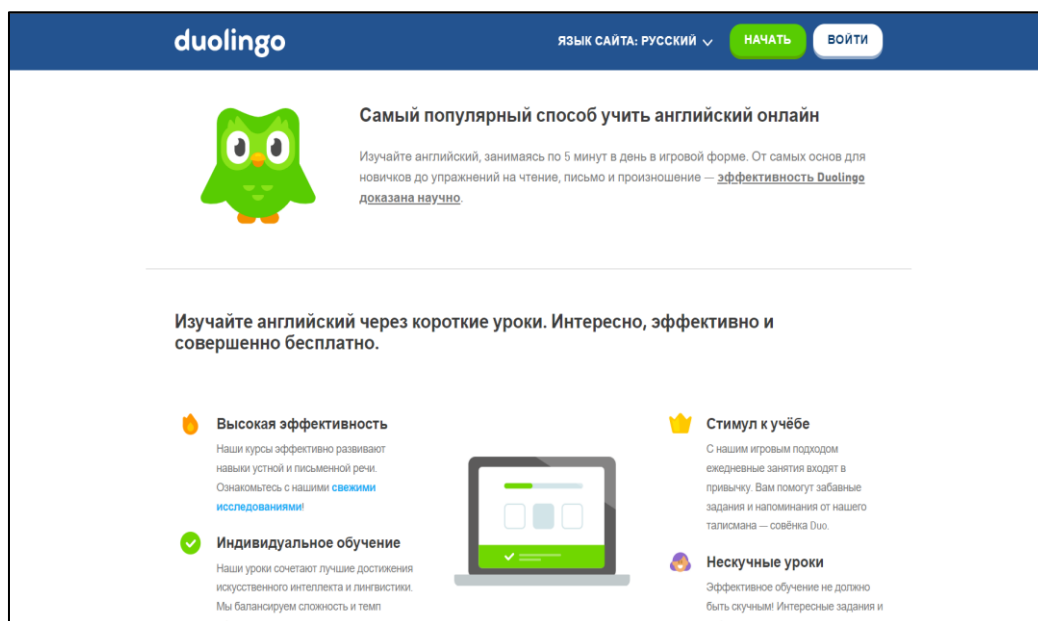 duolingo
ЯЗЫК САЙТА: РУССКИЙ
НАЧАТЬ
ВОЙТИ
Самый популярный способ учить английский онлайн
Изучайте английский, занимаясь по 5 минут в день в игровой форме. От самых основ для
новичков до упражнений на чтение, письмо и произношение — эффективность Duolingo
доказана научно.
Изучайте английский через короткие уроки. Интересно, эффективно и
совершенно бесплатно.
Высокая эффективность
Наши курсы эффективно развивают
навыки устной и письменной речи.
Ознакомьтесь с нашими свежими
исследованиями!
Индивидуальное обучение
Наши уроки сочетают лучшие достижения
искусственного интеллекта и лингвистики.
Мы балансируем сложность и темп
Стимул к учёбе
С нашим игровым подходом
ежедневные занятия входят в
привычку. Вам помогут забавные
задания и напоминания от нашего
талисмана — совёнка Duo.
Нескучные уроки
Эффективное обучение не должно
быть скучным! Интересные задания и